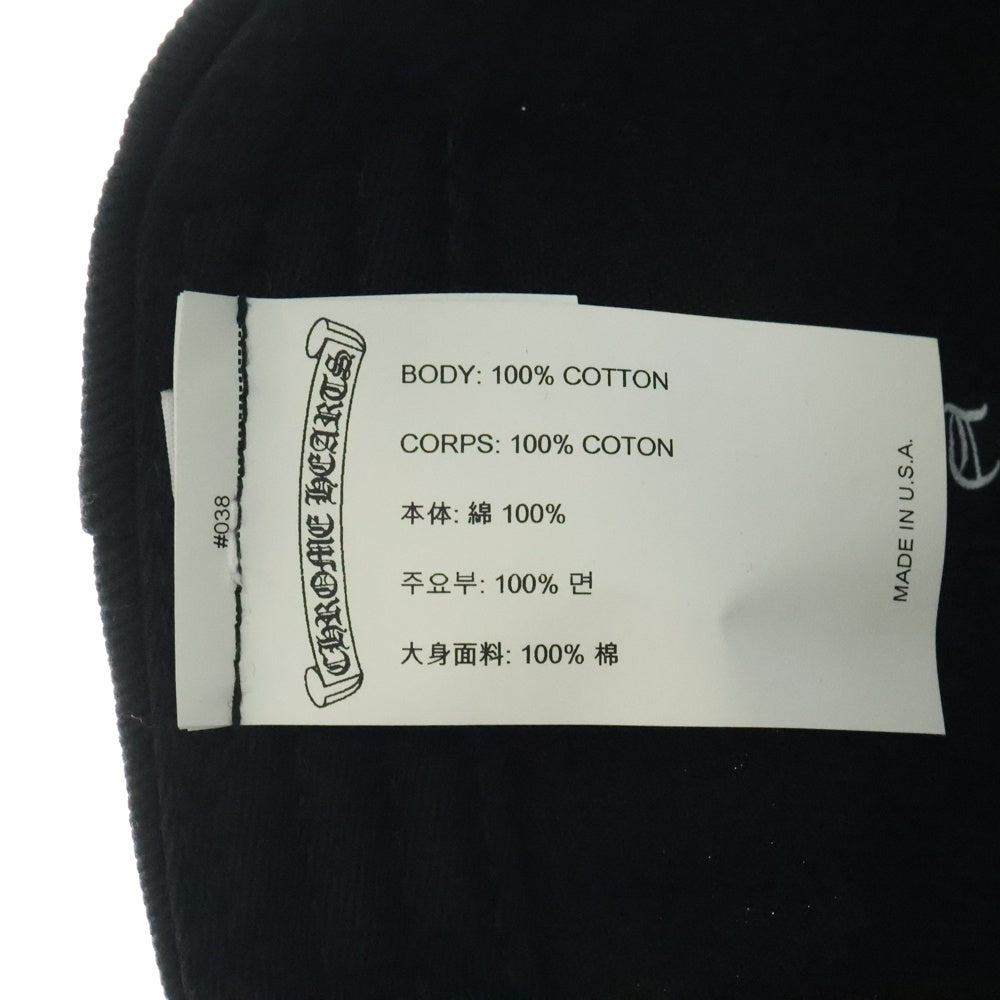 #038
CHROME HEARTS
BODY: 100% COTTON
CORPS: 100% COTON
本体: 綿 100%
주요부: 100% 면
大身面料: 100% 棉
MADE IN U.S.A.